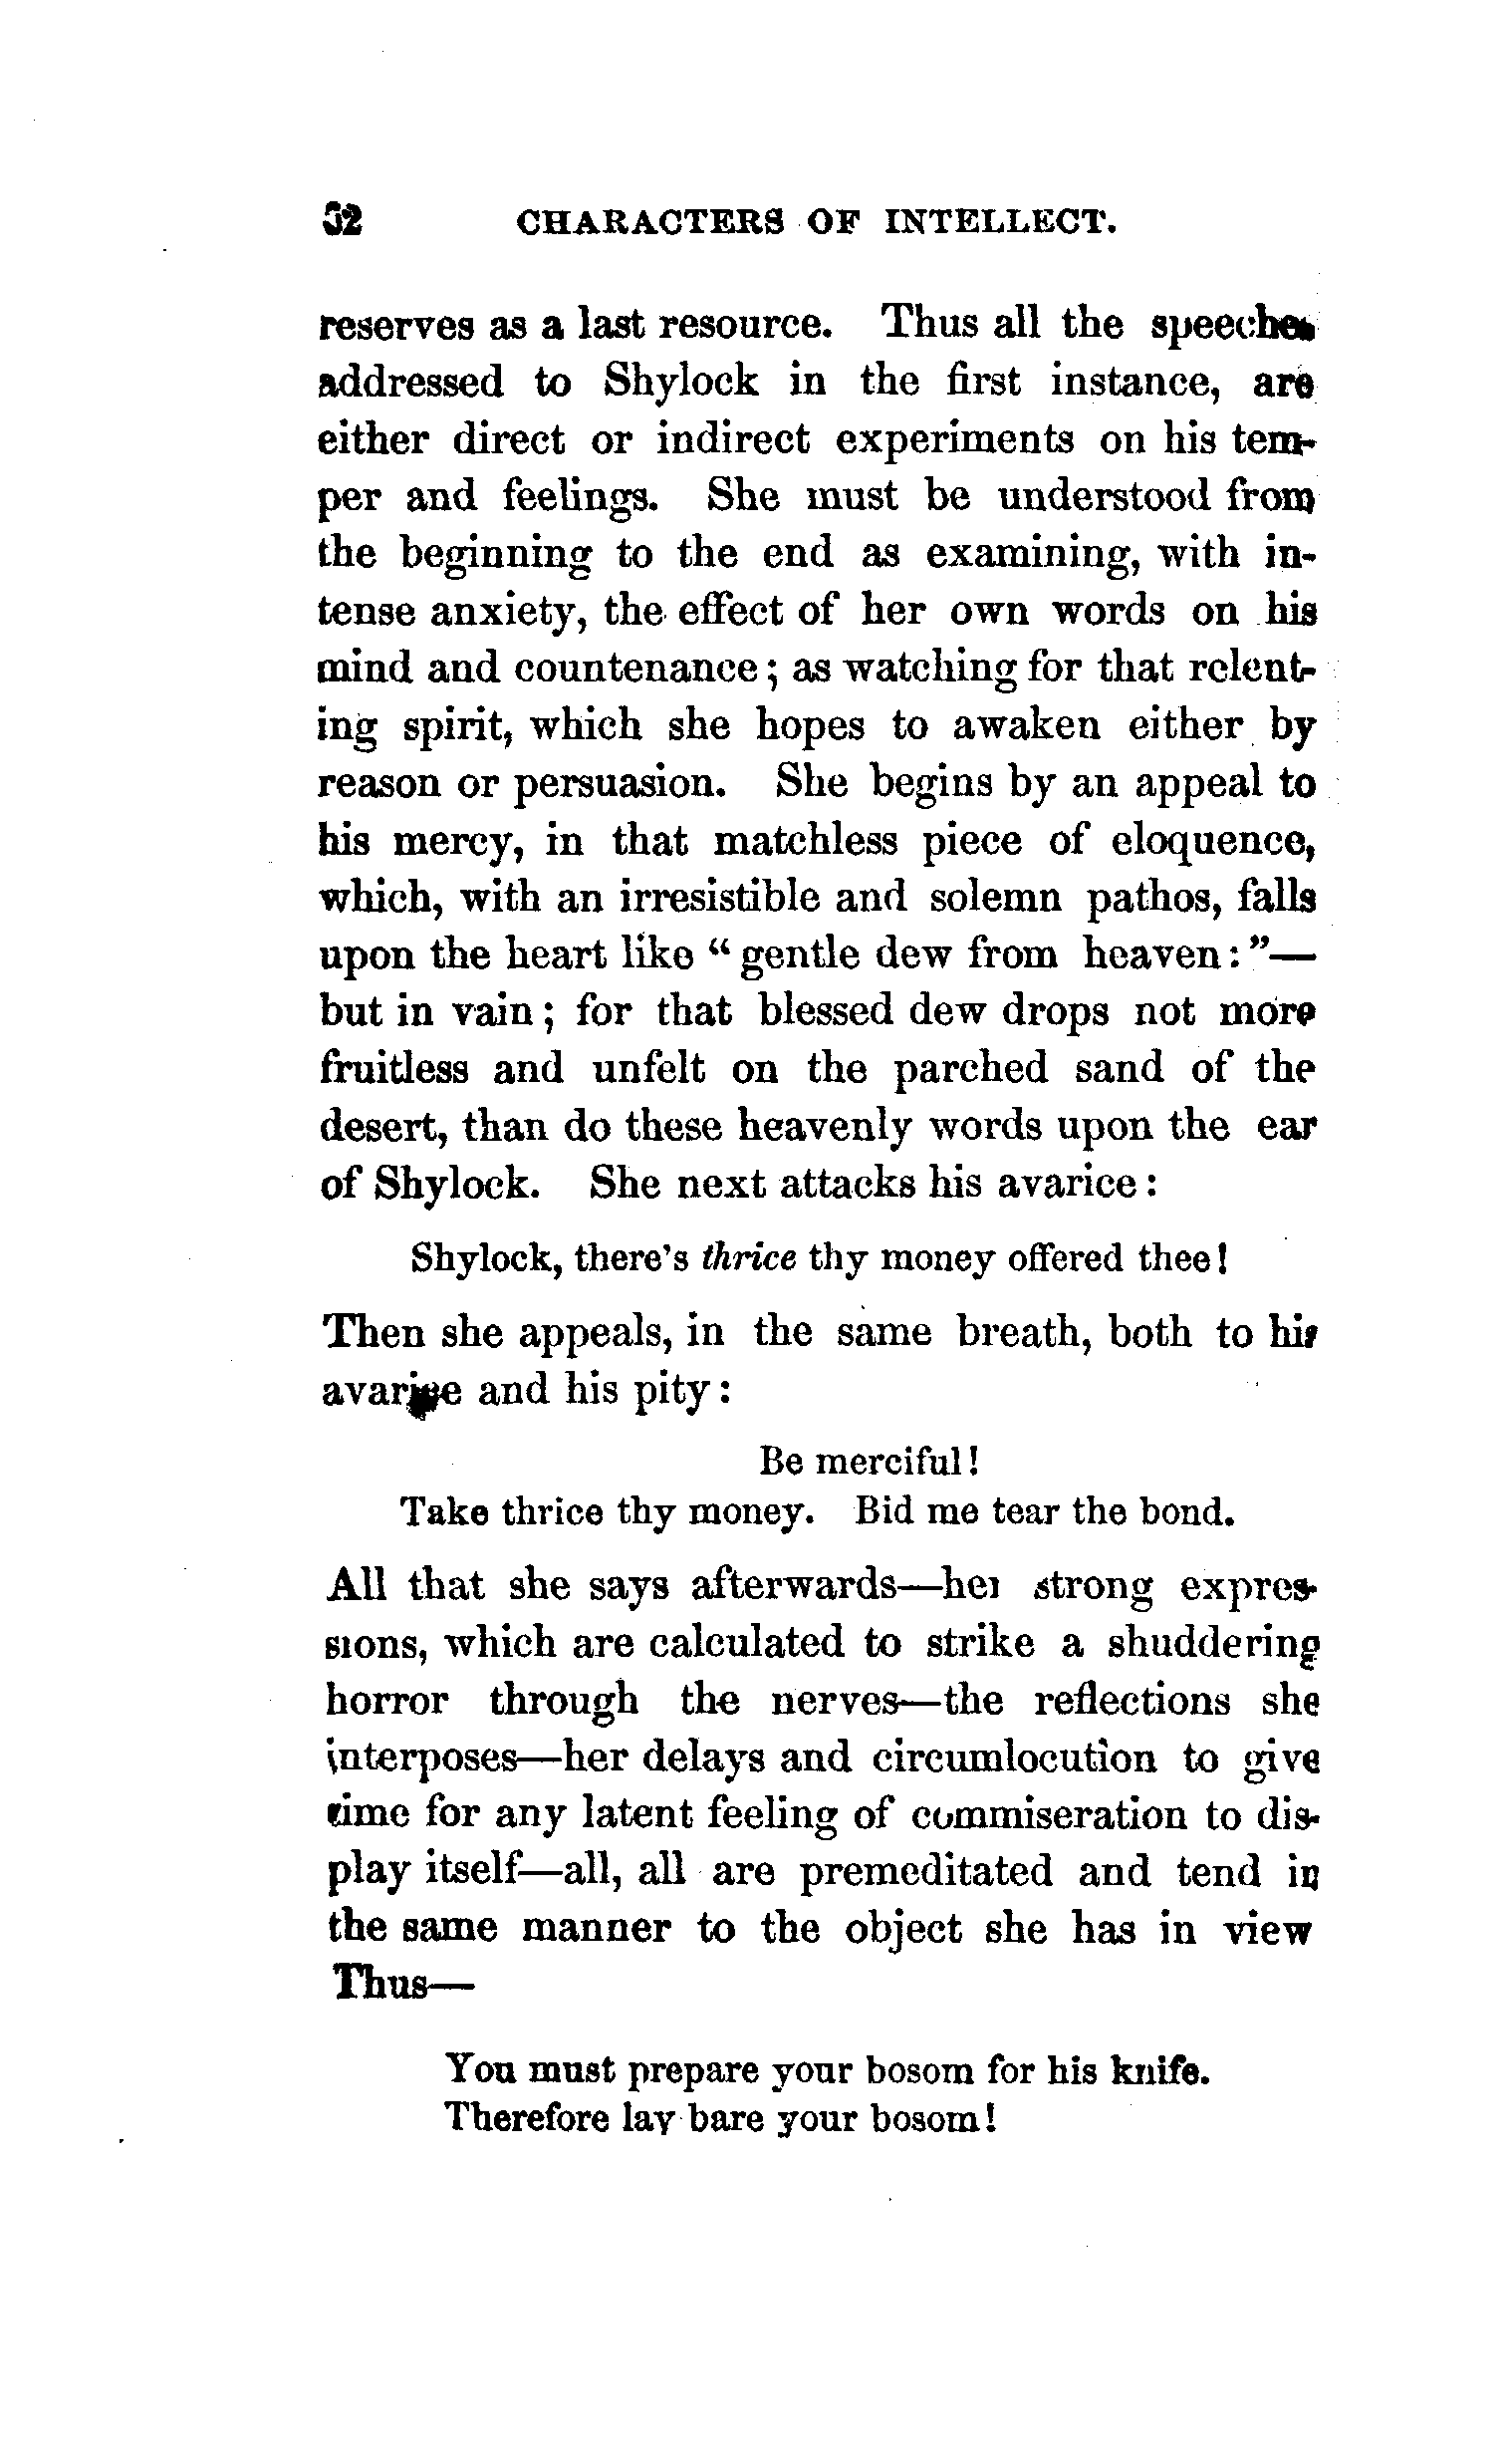 32 CHARACTERS OF INTELLECT.
reserves as a last resource. Thus all the speeches
addressed to Shylock in the first instance, are
either direct or indirect experiments on his tem-
per and feelings. She must be understood from
the beginning to the end as examining, with in-
tense anxiety, the effect of her own words on his
mind and countenance; as watching for that relent-
ing spirit, which she hopes to awaken either by
reason or persuasion. She begins by an appeal to
his mercy, in that matchless piece of eloquence,
which, with an irresistible and solemn pathos, falls
upon the heart like “gentle dew from heaven:”—
but in vain; for that blessed dew drops not more
fruitless and unfelt on the parched sand of the
desert, than do these heavenly words upon the ear
of Shylock. She next attacks his avarice:
Shylock, there's thrice thy money offered thee!
Then she appeals, in the same breath, both to his
avarice and his pity:
Be merciful!
Take thrice thy money. Bid me tear the bond.
All that she says afterwards—her strong expres-
sions, which are calculated to strike a shuddering
horror through the nerves—the reflections she
interposes—her delays and circumlocution to give
time for any latent feeling of commiseration to dis-
play itself—all, all are premeditated and tend in
the same manner to the object she has in view
Thus—
You must prepare your bosom for his knife.
Therefore lay bare your bosom!